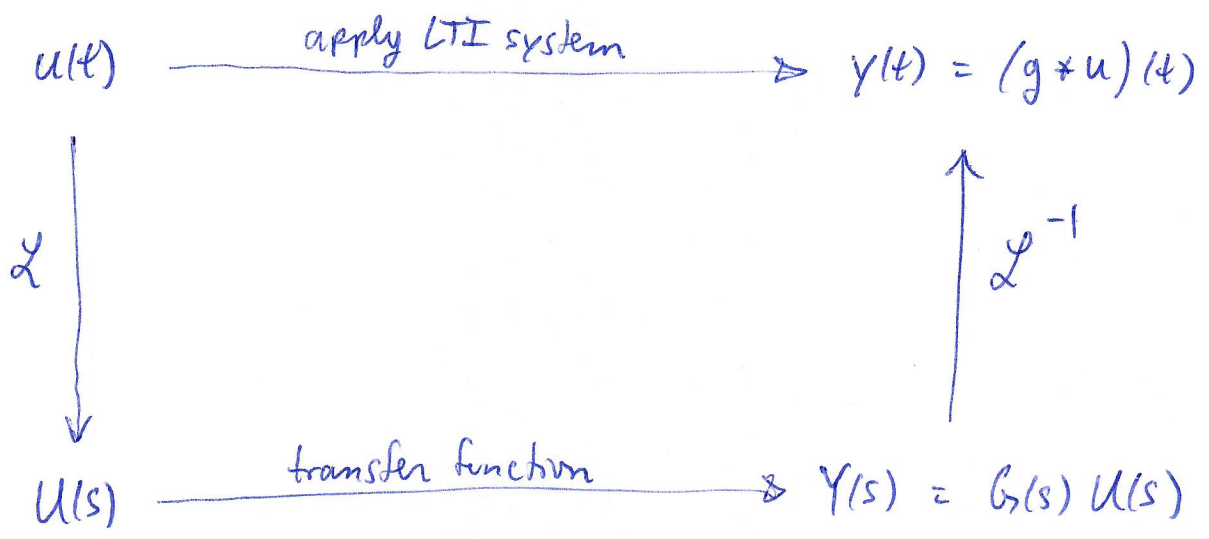 apply LTI system
u(t) y(t) = (g * u)(t)
ℒ ℒ⁻¹
transfer function
U(s) Y(s) = G(s) U(s)